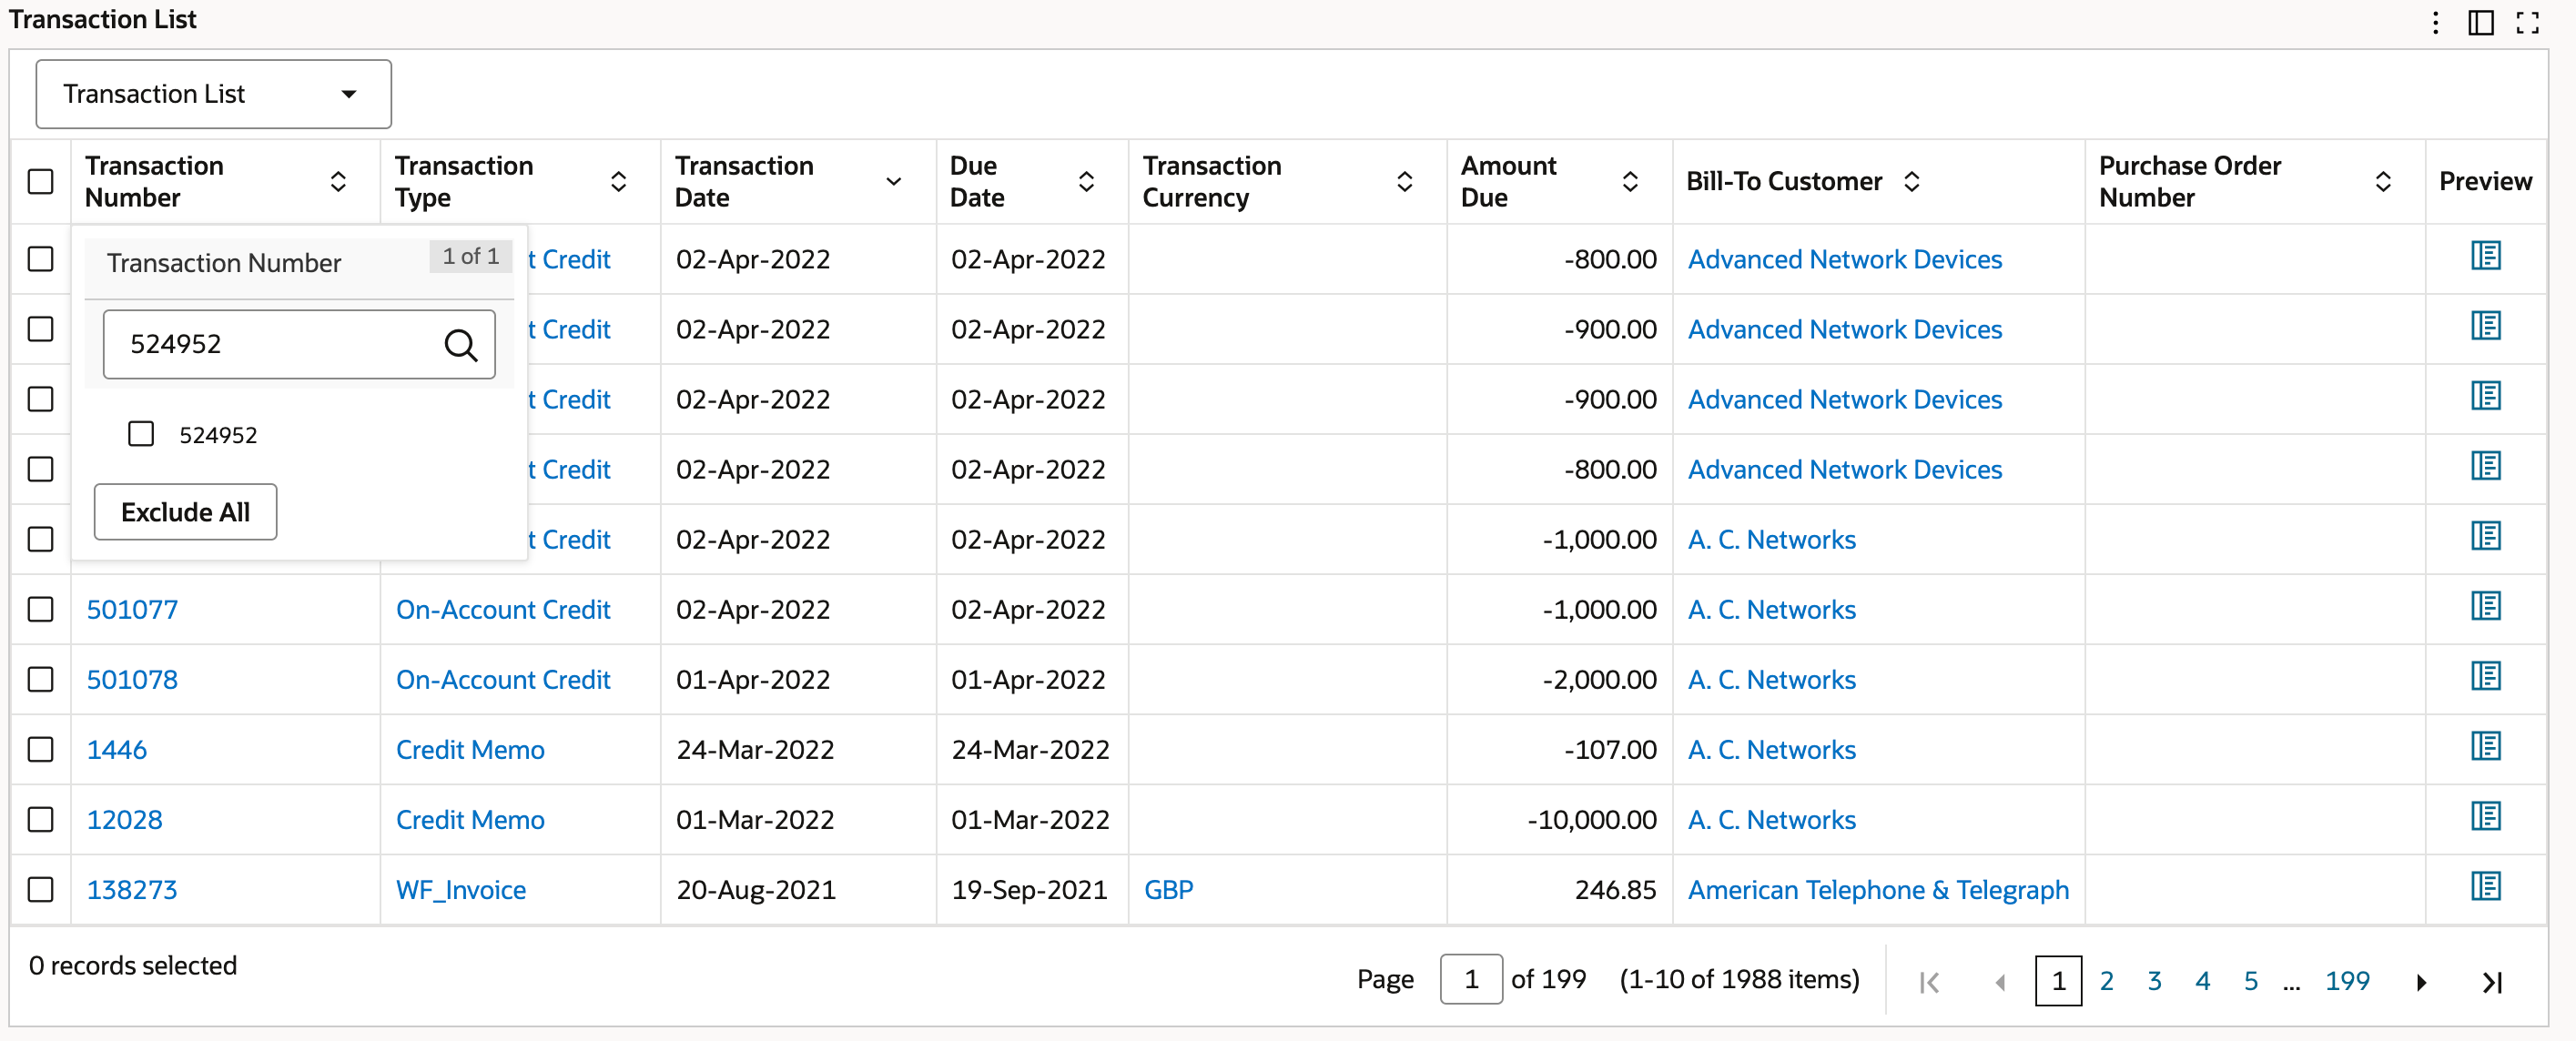 Transaction List
Transaction List
Transaction Number
Transaction Type
Transaction Date
Due Date
Transaction Currency
Amount Due
Bill-To Customer
Purchase Order Number
Preview
Transaction Number 1 of 1
524952
524952
Exclude All
t Credit 02-Apr-2022 02-Apr-2022 -800.00 Advanced Network Devices
t Credit 02-Apr-2022 02-Apr-2022 -900.00 Advanced Network Devices
t Credit 02-Apr-2022 02-Apr-2022 -900.00 Advanced Network Devices
t Credit 02-Apr-2022 02-Apr-2022 -800.00 Advanced Network Devices
t Credit 02-Apr-2022 02-Apr-2022 -1,000.00 A. C. Networks
501077 On-Account Credit 02-Apr-2022 02-Apr-2022 -1,000.00 A. C. Networks
501078 On-Account Credit 01-Apr-2022 01-Apr-2022 -2,000.00 A. C. Networks
1446 Credit Memo 24-Mar-2022 24-Mar-2022 -107.00 A. C. Networks
12028 Credit Memo 01-Mar-2022 01-Mar-2022 -10,000.00 A. C. Networks
138273 WF_Invoice 20-Aug-2021 19-Sep-2021 GBP 246.85 American Telephone & Telegraph
0 records selected
Page 1 of 199 (1-10 of 1988 items) 1 2 3 4 5 ... 199